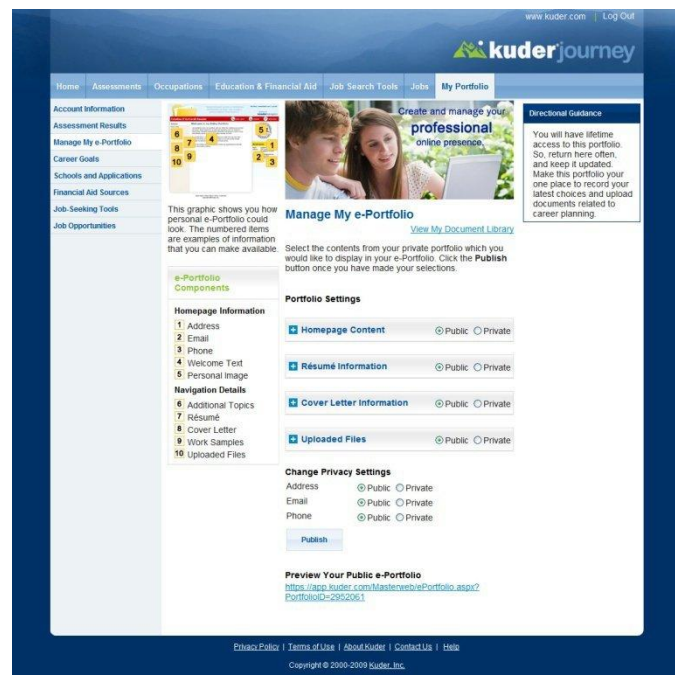 www.kuder.com | Log Out
kuder journey
Home Assessments Occupations Education & Financial Aid Job Search Tools Jobs My Portfolio
Account Information
Assessment Results
Manage My e-Portfolio
Career Goals
Schools and Applications
Financial Aid Sources
Job-Seeking Tools
Job Opportunities
6
7
8
9
10
4
5
1
2
3
This graphic shows you how
personal e-Portfolio could
look. The numbered items
are examples of information
that you can make available.
e-Portfolio
Components
Homepage Information
1 Address
2 Email
3 Phone
4 Welcome Text
5 Personal Image
Navigation Details
6 Additional Topics
7 Résumé
8 Cover Letter
9 Work Samples
10 Uploaded Files
Create and manage your
professional
online presence.
Manage My e-Portfolio
View My Document Library
Select the contents from your private portfolio which you
would like to display in your e-Portfolio. Click the Publish
button once you have made your selections.
Portfolio Settings
Homepage Content Public Private
Résumé Information Public Private
Cover Letter Information Public Private
Uploaded Files Public Private
Change Privacy Settings
Address Public Private
Email Public Private
Phone Public Private
Publish
Preview Your Public e-Portfolio
https://app.kuder.com/Masterweb/ePortfolio.aspx?
PortfolioID=2952061
Directional Guidance
You will have lifetime
access to this portfolio.
So, return here often,
and keep it updated.
Make this portfolio your
one place to record your
latest choices and upload
documents related to
career planning.
Privacy Policy | Terms of Use | About Kuder | Contact Us | Help
Copyright © 2000-2009 Kuder, Inc.